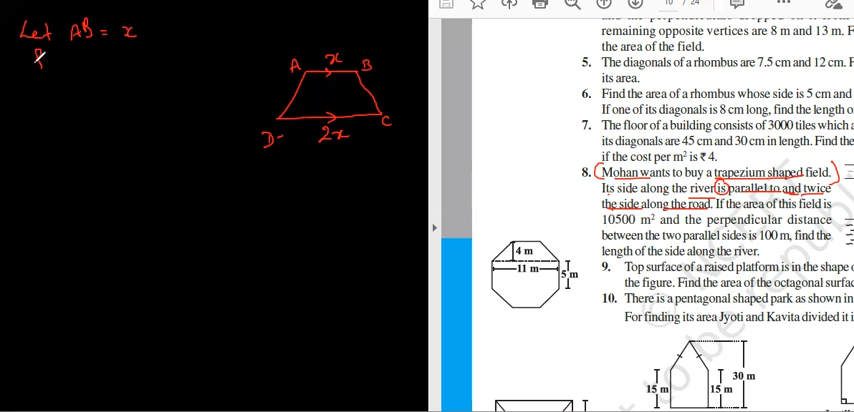 Let AB = x
A x B
D 2x C
10 / 24
remaining opposite vertices are 8 m and 13 m. F
the area of the field.
5. The diagonals of a rhombus are 7.5 cm and 12 cm. F
its area.
6. Find the area of a rhombus whose side is 5 cm and
If one of its diagonals is 8 cm long, find the length o
7. The floor of a building consists of 3000 tiles which a
its diagonals are 45 cm and 30 cm in length. Find the
if the cost per m² is ₹ 4.
8. Mohan wants to buy a trapezium shaped field.
Its side along the river is parallel to and twice
the side along the road. If the area of this field is
10500 m² and the perpendicular distance
between the two parallel sides is 100 m, find the
length of the side along the river.
4 m
11 m
5 m
9. Top surface of a raised platform is in the shape o
the figure. Find the area of the octagonal surfac
10. There is a pentagonal shaped park as shown in
For finding its area Jyoti and Kavita divided it i
15 m
15 m
30 m